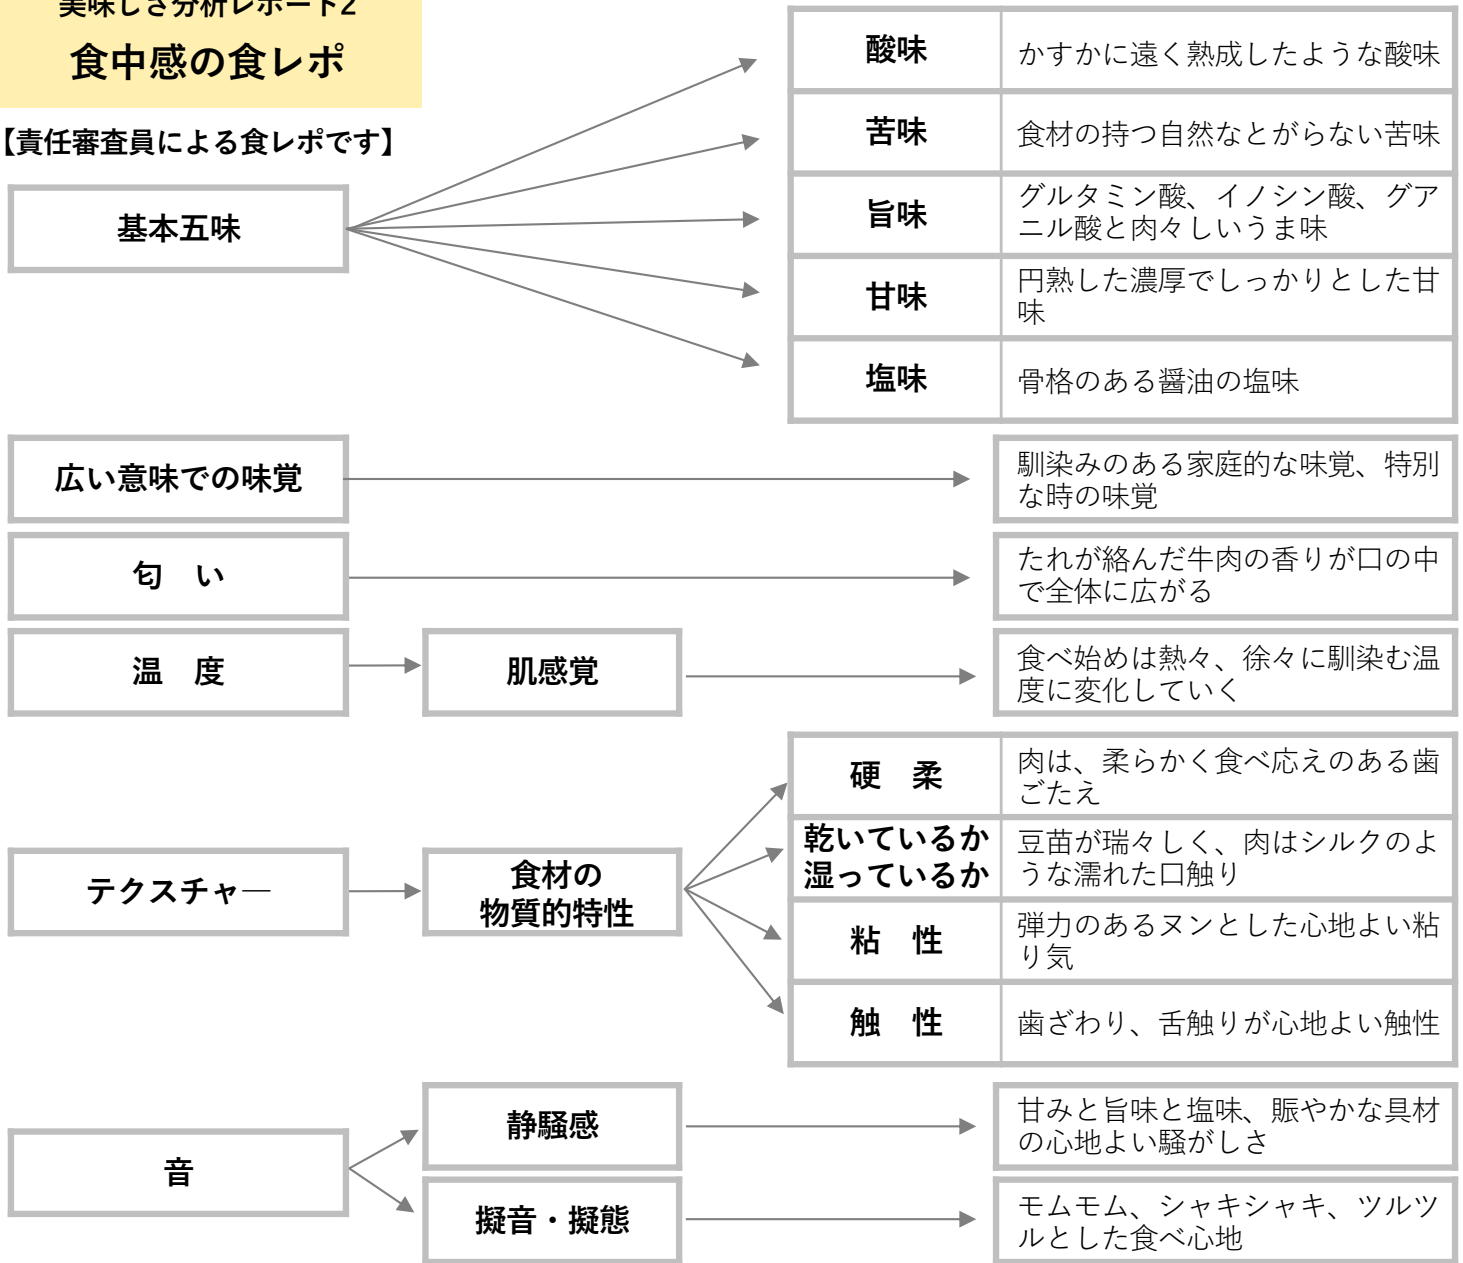 美味しさ分析レポート2
食中感の食レポ
【責任審査員による食レポです】
基本五味
酸味
かすかに遠く熟成したような酸味
苦味
食材の持つ自然なとがらない苦味
旨味
グルタミン酸、イノシン酸、グア
ニル酸と肉々しいうま味
甘味
円熟した濃厚でしっかりとした甘
味
塩味
骨格のある醤油の塩味
広い意味での味覚
馴染みのある家庭的な味覚、特別
な時の味覚
匂　い
たれが絡んだ牛肉の香りが口の中
で全体に広がる
温　度
肌感覚
食べ始めは熱々、徐々に馴染む温
度に変化していく
テクスチャ―
食材の
物質的特性
硬　柔
肉は、柔らかく食べ応えのある歯
ごたえ
乾いているか
湿っているか
豆苗が瑞々しく、肉はシルクのよ
うな濡れた口触り
粘　性
弾力のあるヌンとした心地よい粘
り気
触　性
歯ざわり、舌触りが心地よい触性
音
静騒感
甘みと旨味と塩味、賑やかな具材
の心地よい騒がしさ
擬音・擬態
モムモム、シャキシャキ、ツルツ
ルとした食べ心地